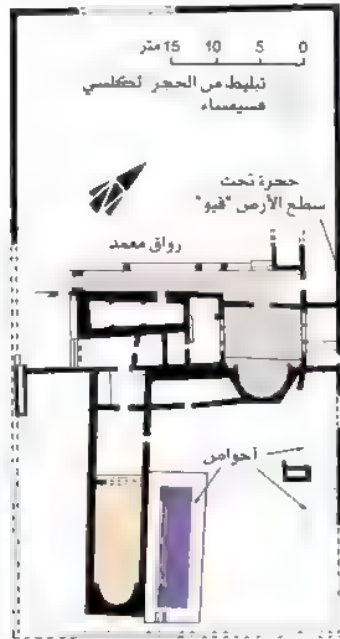 0 5 10 15 متر
تبليط من الحجر الكلسي
فسيفساء
حجرة تحت
سطح الأرض "قبو"
رواق معمد
أحواض